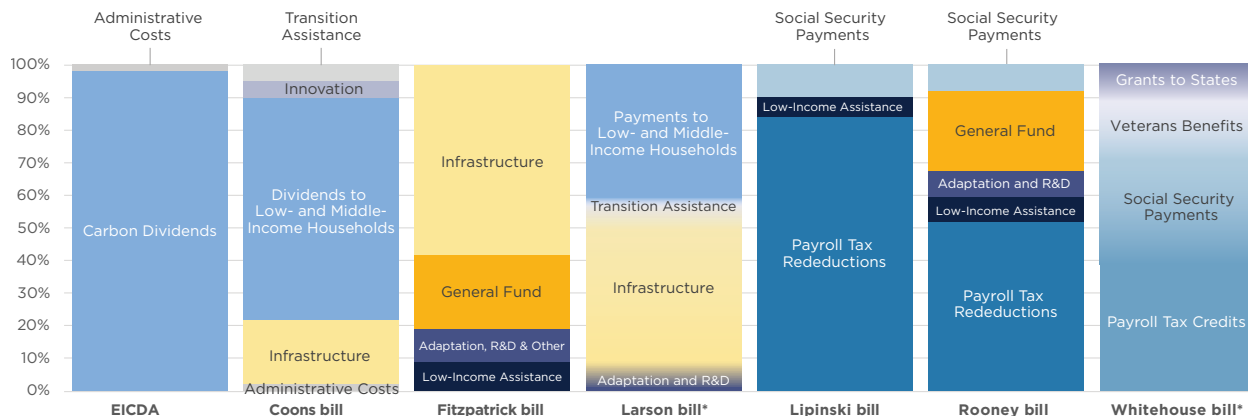 Administrative
Costs
Transition
Assistance
Social Security
Payments
Social Security
Payments
100%
90%
80%
70%
60%
50%
40%
30%
20%
10%
0%
Carbon Dividends
Innovation
Dividends to
Low- and Middle-
Income Households
Infrastructure
Administrative Costs
Infrastructure
General Fund
Adaptation, R&D & Other
Low-Income Assistance
Payments to
Low- and Middle-
Income Households
Transition Assistance
Infrastructure
Adaptation and R&D
Low-Income Assistance
Payroll Tax
Redeductions
General Fund
Adaptation and R&D
Low-Income Assistance
Payroll Tax
Redeductions
Grants to States
Veterans Benefits
Social Security
Payments
Payroll Tax Credits
EICDA
Coons bill
Fitzpatrick bill
Larson bill*
Lipinski bill
Rooney bill
Whitehouse bill*